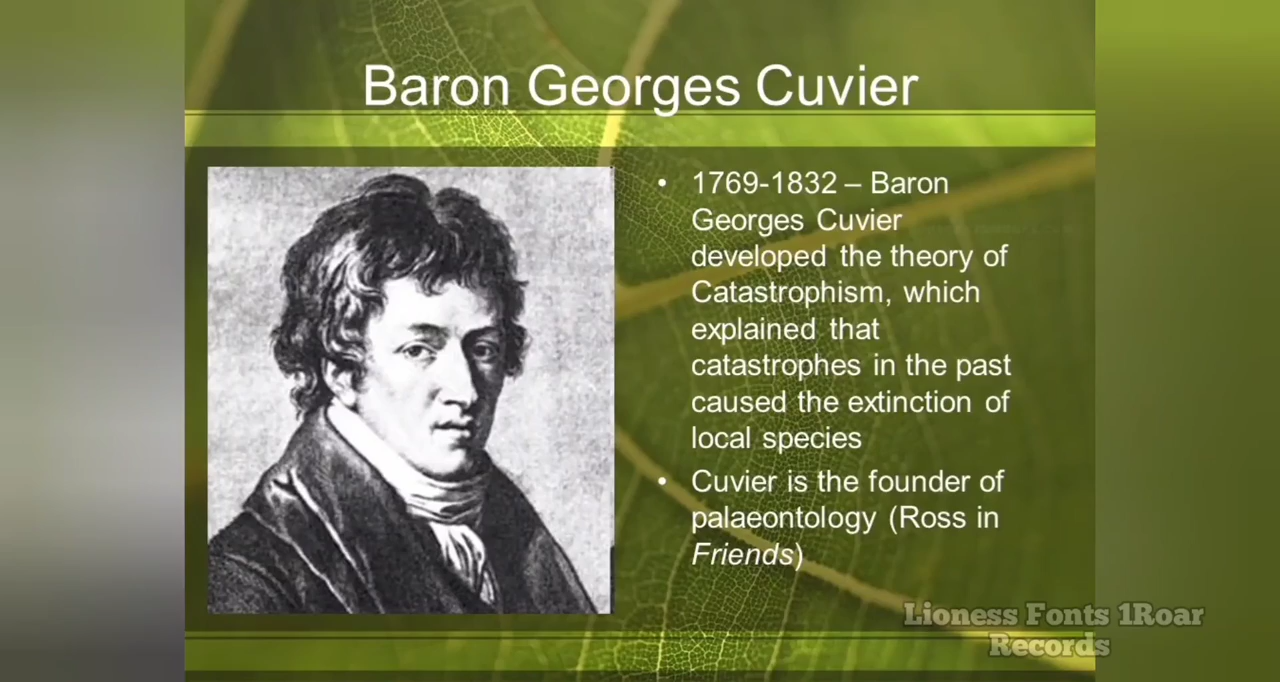 Baron Georges Cuvier
• 1769-1832 – Baron
Georges Cuvier
developed the theory of
Catastrophism, which
explained that
catastrophes in the past
caused the extinction of
local species
• Cuvier is the founder of
palaeontology (Ross in
Friends)
Lioness Fonts 1Roar
Records